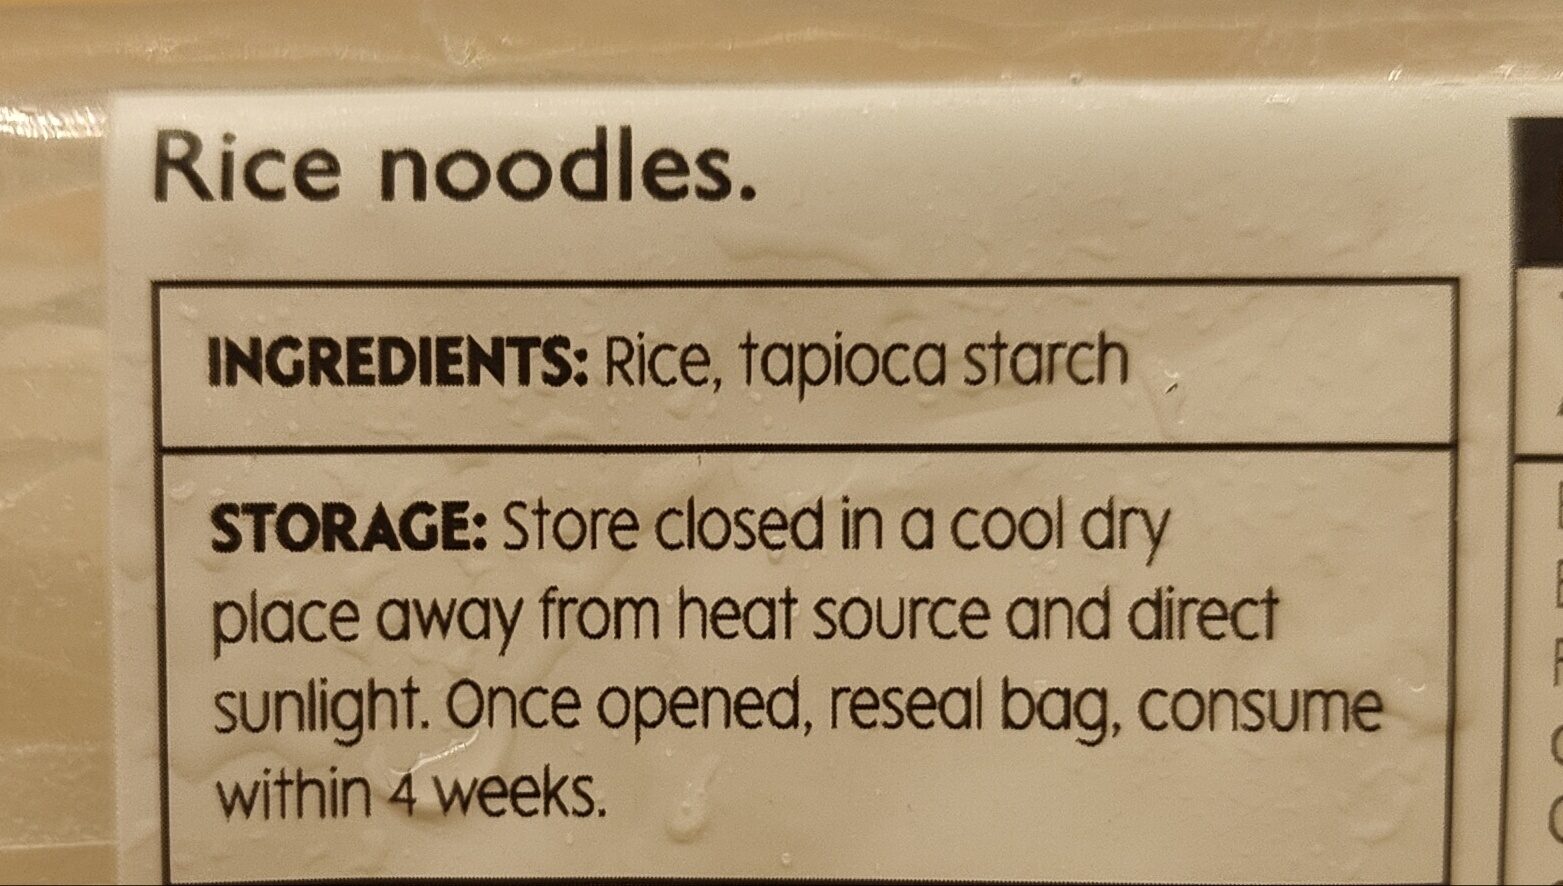 Rice noodles.
INGREDIENTS: Rice, tapioca starch
STORAGE: Store closed in a cool dry
place away from heat source and direct
sunlight. Once opened, reseal bag, consume
within 4 weeks.